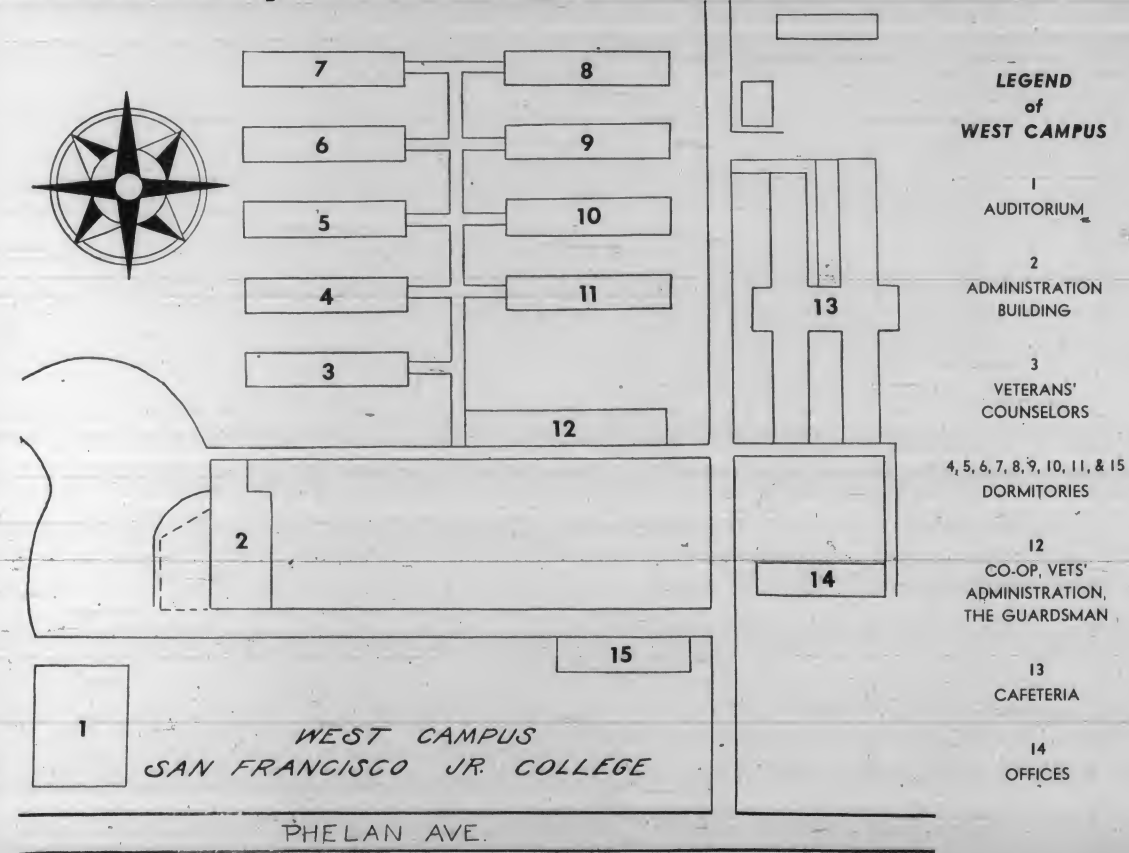 7
8
6
9
5
10
4
11
3
12
13
2
14
15
1
WEST CAMPUS
SAN FRANCISCO JR. COLLEGE
PHELAN AVE.
LEGEND
of
WEST CAMPUS
1
AUDITORIUM
2
ADMINISTRATION
BUILDING
3
VETERANS'
COUNSELORS
4, 5, 6, 7, 8, 9, 10, 11, & 15
DORMITORIES
12
CO-OP, VETS'
ADMINISTRATION,
THE GUARDSMAN
13
CAFETERIA
14
OFFICES